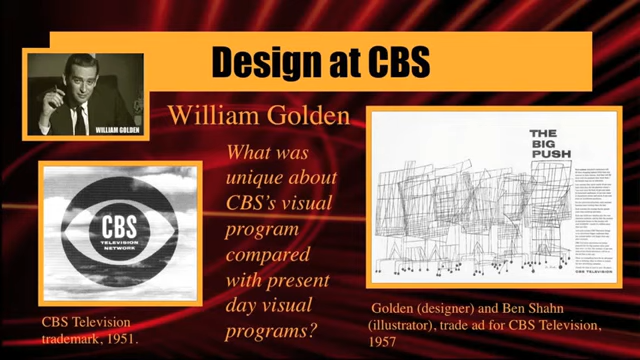 Design at CBS
WILLIAM GOLDEN
William Golden
What was
unique about
CBS's visual
program
compared
with present
day visual
programs?
CBS
TELEVISION
NETWORK
CBS Television
trademark, 1951.
THE
BIG
PUSH
CBS TELEVISION
Golden (designer) and Ben Shahn
(illustrator), trade ad for CBS Television,
1957